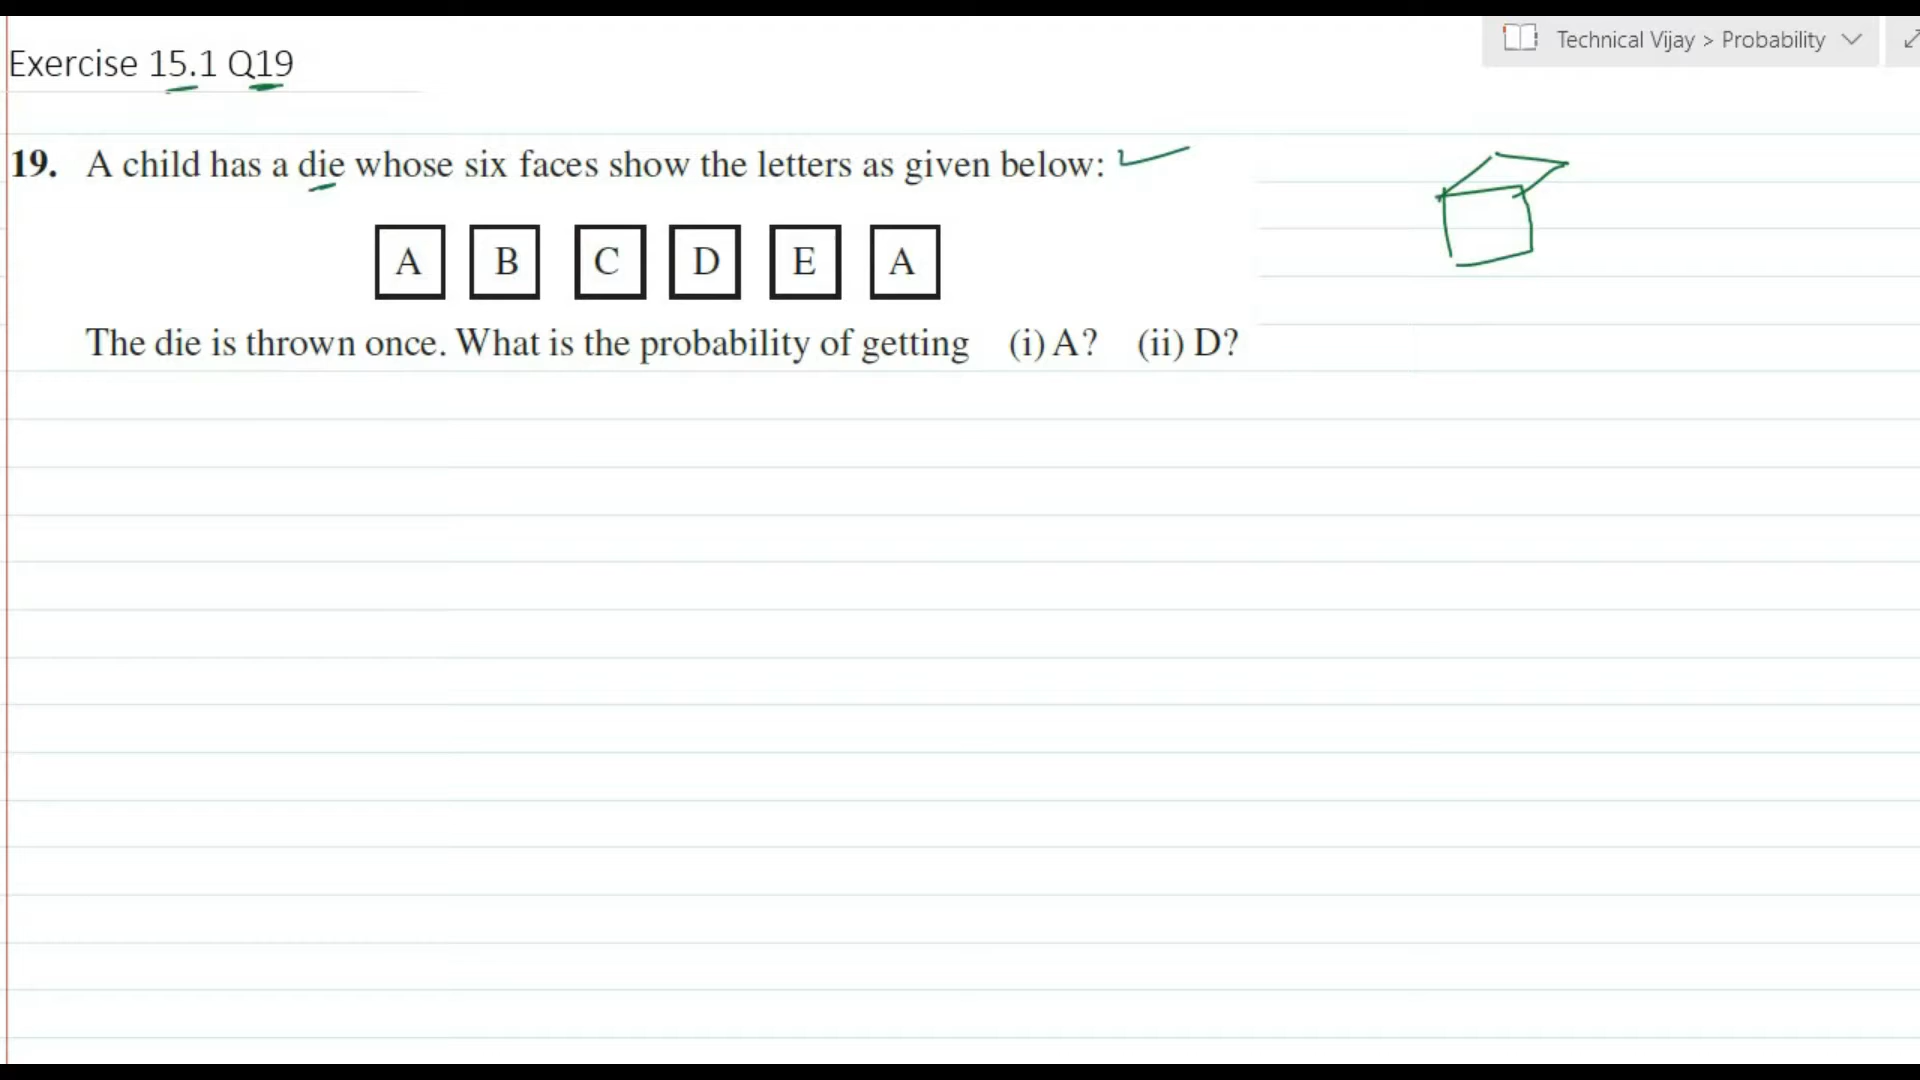 Technical Vijay > Probability
Exercise 15.1 Q19
19. A child has a die whose six faces show the letters as given below:
A B C D E A
The die is thrown once. What is the probability of getting (i) A? (ii) D?